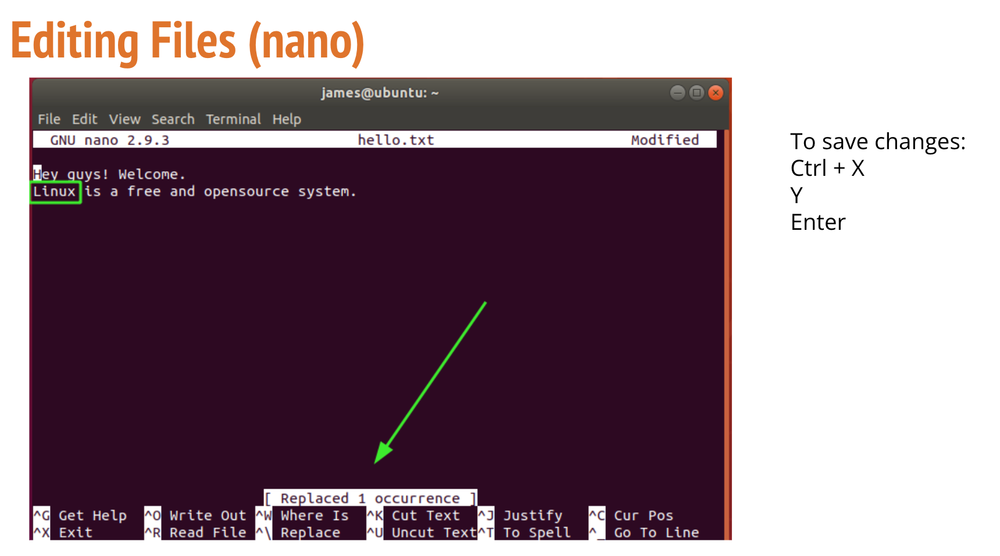 Editing Files (nano)
james@ubuntu: ~
File Edit View Search Terminal Help
GNU nano 2.9.3 hello.txt Modified
Hey guys! Welcome.
Linux is a free and opensource system.
[ Replaced 1 occurrence ]
^G Get Help ^O Write Out ^W Where Is ^K Cut Text ^J Justify ^C Cur Pos
^X Exit ^R Read File ^\ Replace ^U Uncut Text ^T To Spell ^_ Go To Line
To save changes:
Ctrl + X
Y
Enter